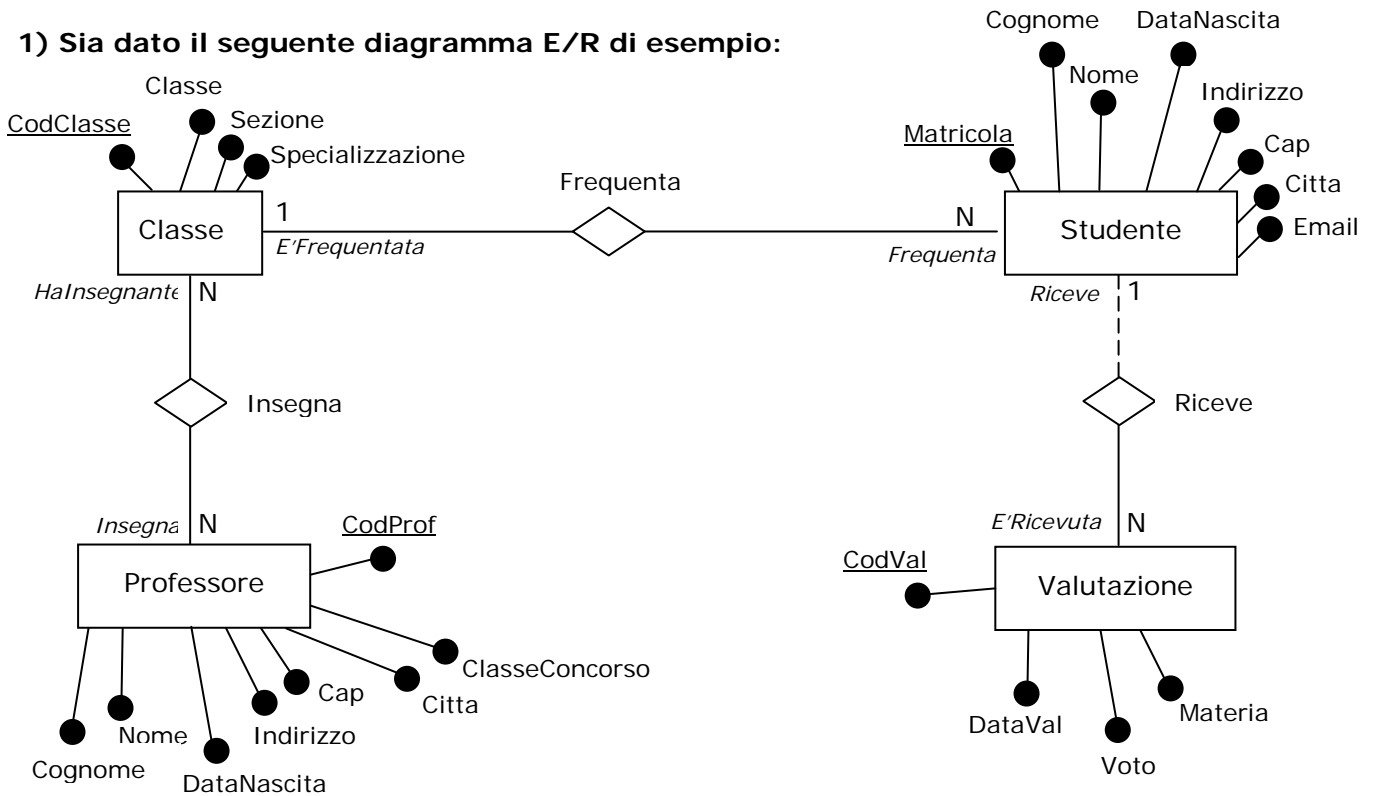 1) Sia dato il seguente diagramma E/R di esempio:
Cognome
DataNascita
Classe
Nome
Indirizzo
CodClasse
Sezione
Matricola
Specializzazione
Cap
Frequenta
Citta
Classe
1
N
Studente
Email
E'Frequentata
Frequenta
HaInsegnante
N
Riceve
1
Insegna
Riceve
Insegna
N
CodProf
E'Ricevuta
N
Professore
CodVal
Valutazione
ClasseConcorso
Cap
Citta
Nome
Indirizzo
DataVal
Materia
Cognome
DataNascita
Voto